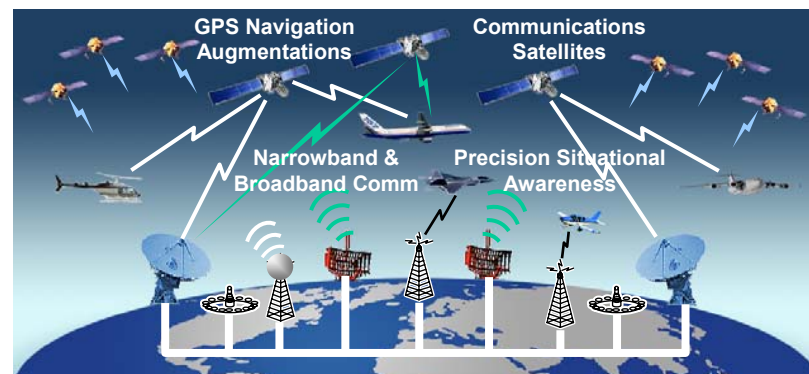 GPS Navigation
Augmentations
Communications
Satellites
Narrowband &
Broadband Comm
Precision Situational
Awareness